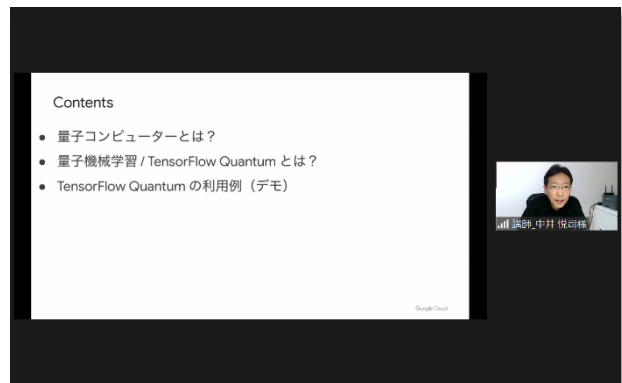 Contents
● 量子コンピューターとは？
● 量子機械学習 / TensorFlow Quantum とは？
● TensorFlow Quantum の利用例（デモ）
Google Cloud
講師_中井 悦司様